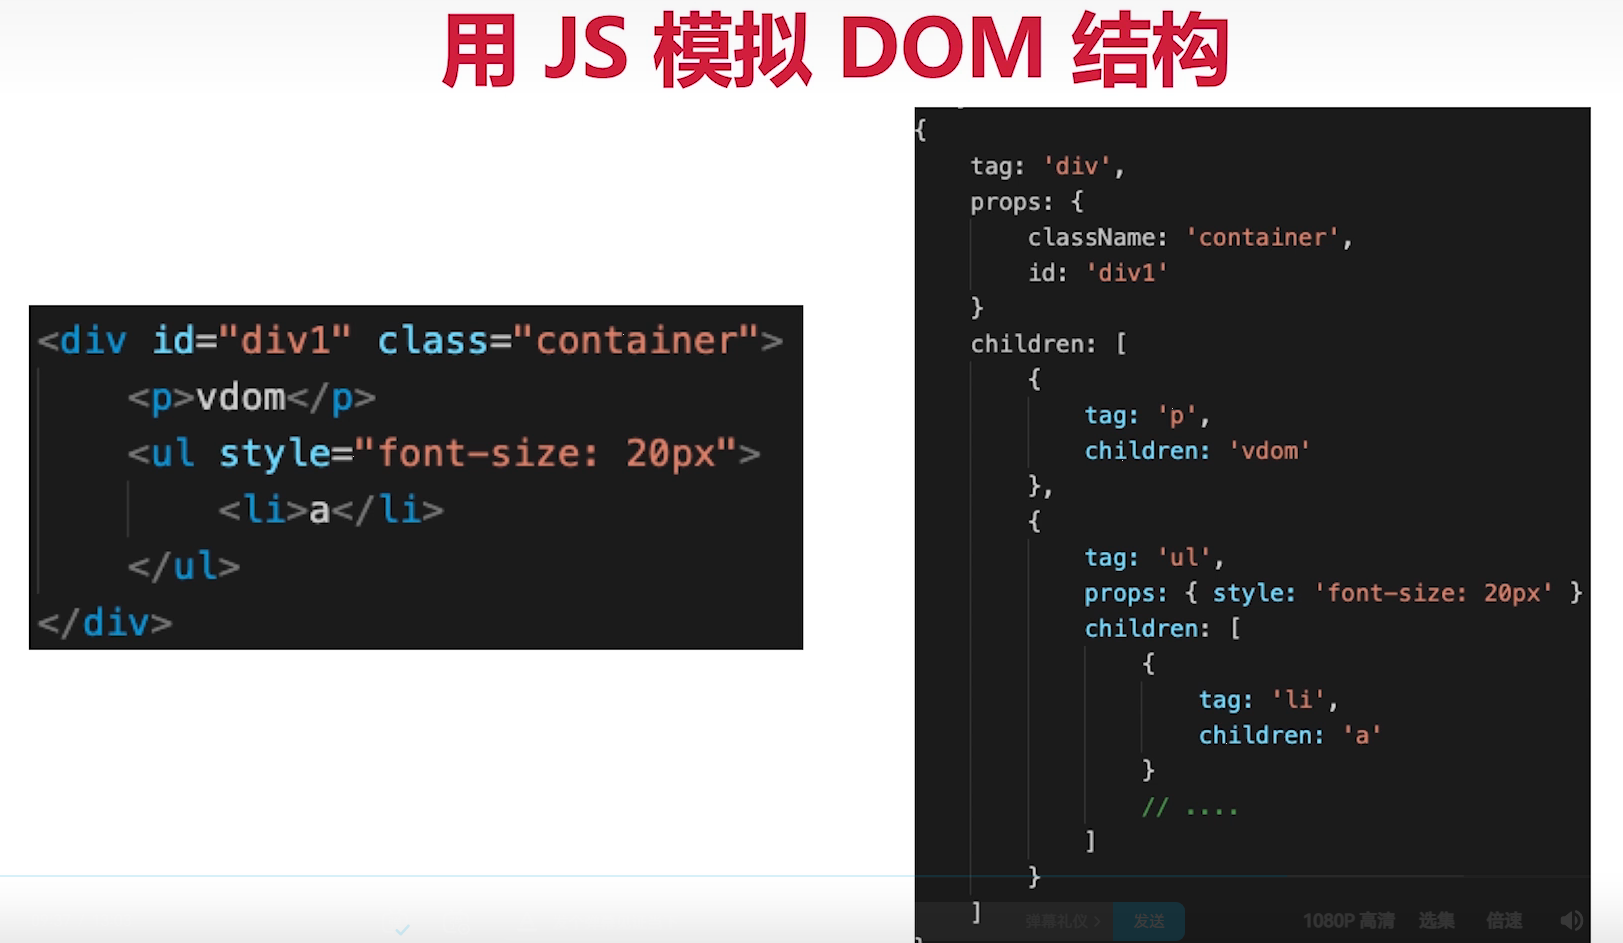 用 JS 模拟 DOM 结构
<div id="div1" class="container">
    <p>vdom</p>
    <ul style="font-size: 20px">
        <li>a</li>
    </ul>
</div>
{
    tag: 'div',
    props: {
        className: 'container',
        id: 'div1'
    }
    children: [
        {
            tag: 'p',
            children: 'vdom'
        },
        {
            tag: 'ul',
            props: { style: 'font-size: 20px' }
            children: [
                {
                    tag: 'li',
                    children: 'a'
                }
                // ....
            ]
        }
    ]
弹幕礼仪 > 发送 1080P 高清 选集 倍速